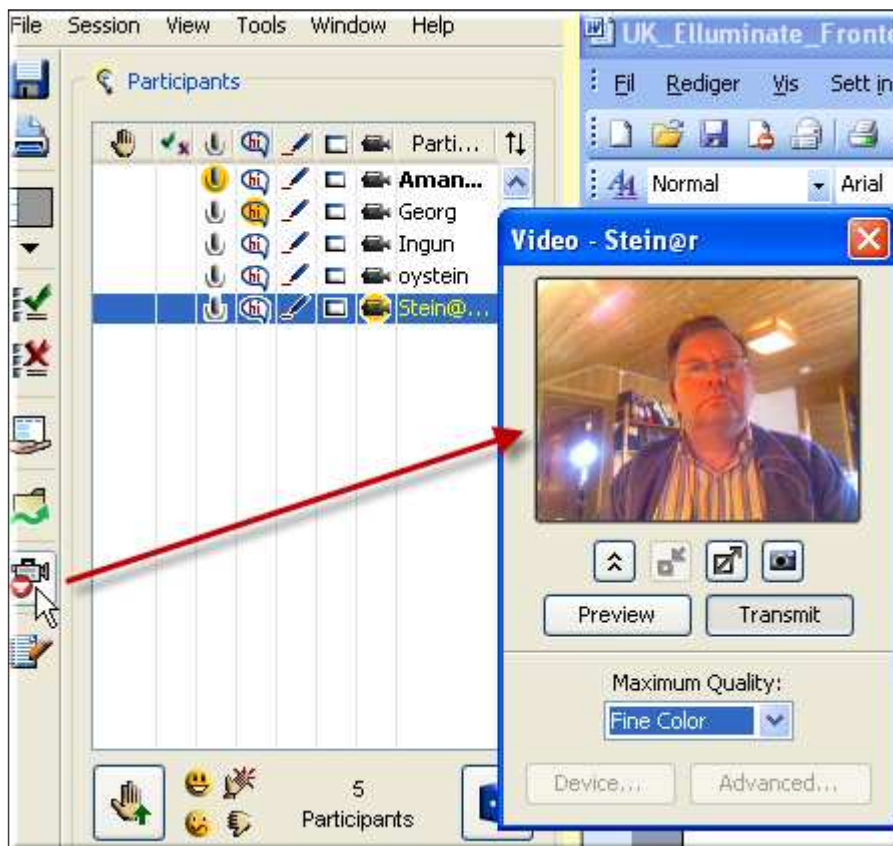 File Session View Tools Window Help
Participants
Parti...
Aman...
Georg
Ingun
oystein
Stein@...
5
Participants
UK_Elluminate_Fronte
Fil Rediger Vis Sett in
Normal Arial
Video - Stein@r
Preview Transmit
Maximum Quality:
Fine Color
Device... Advanced...